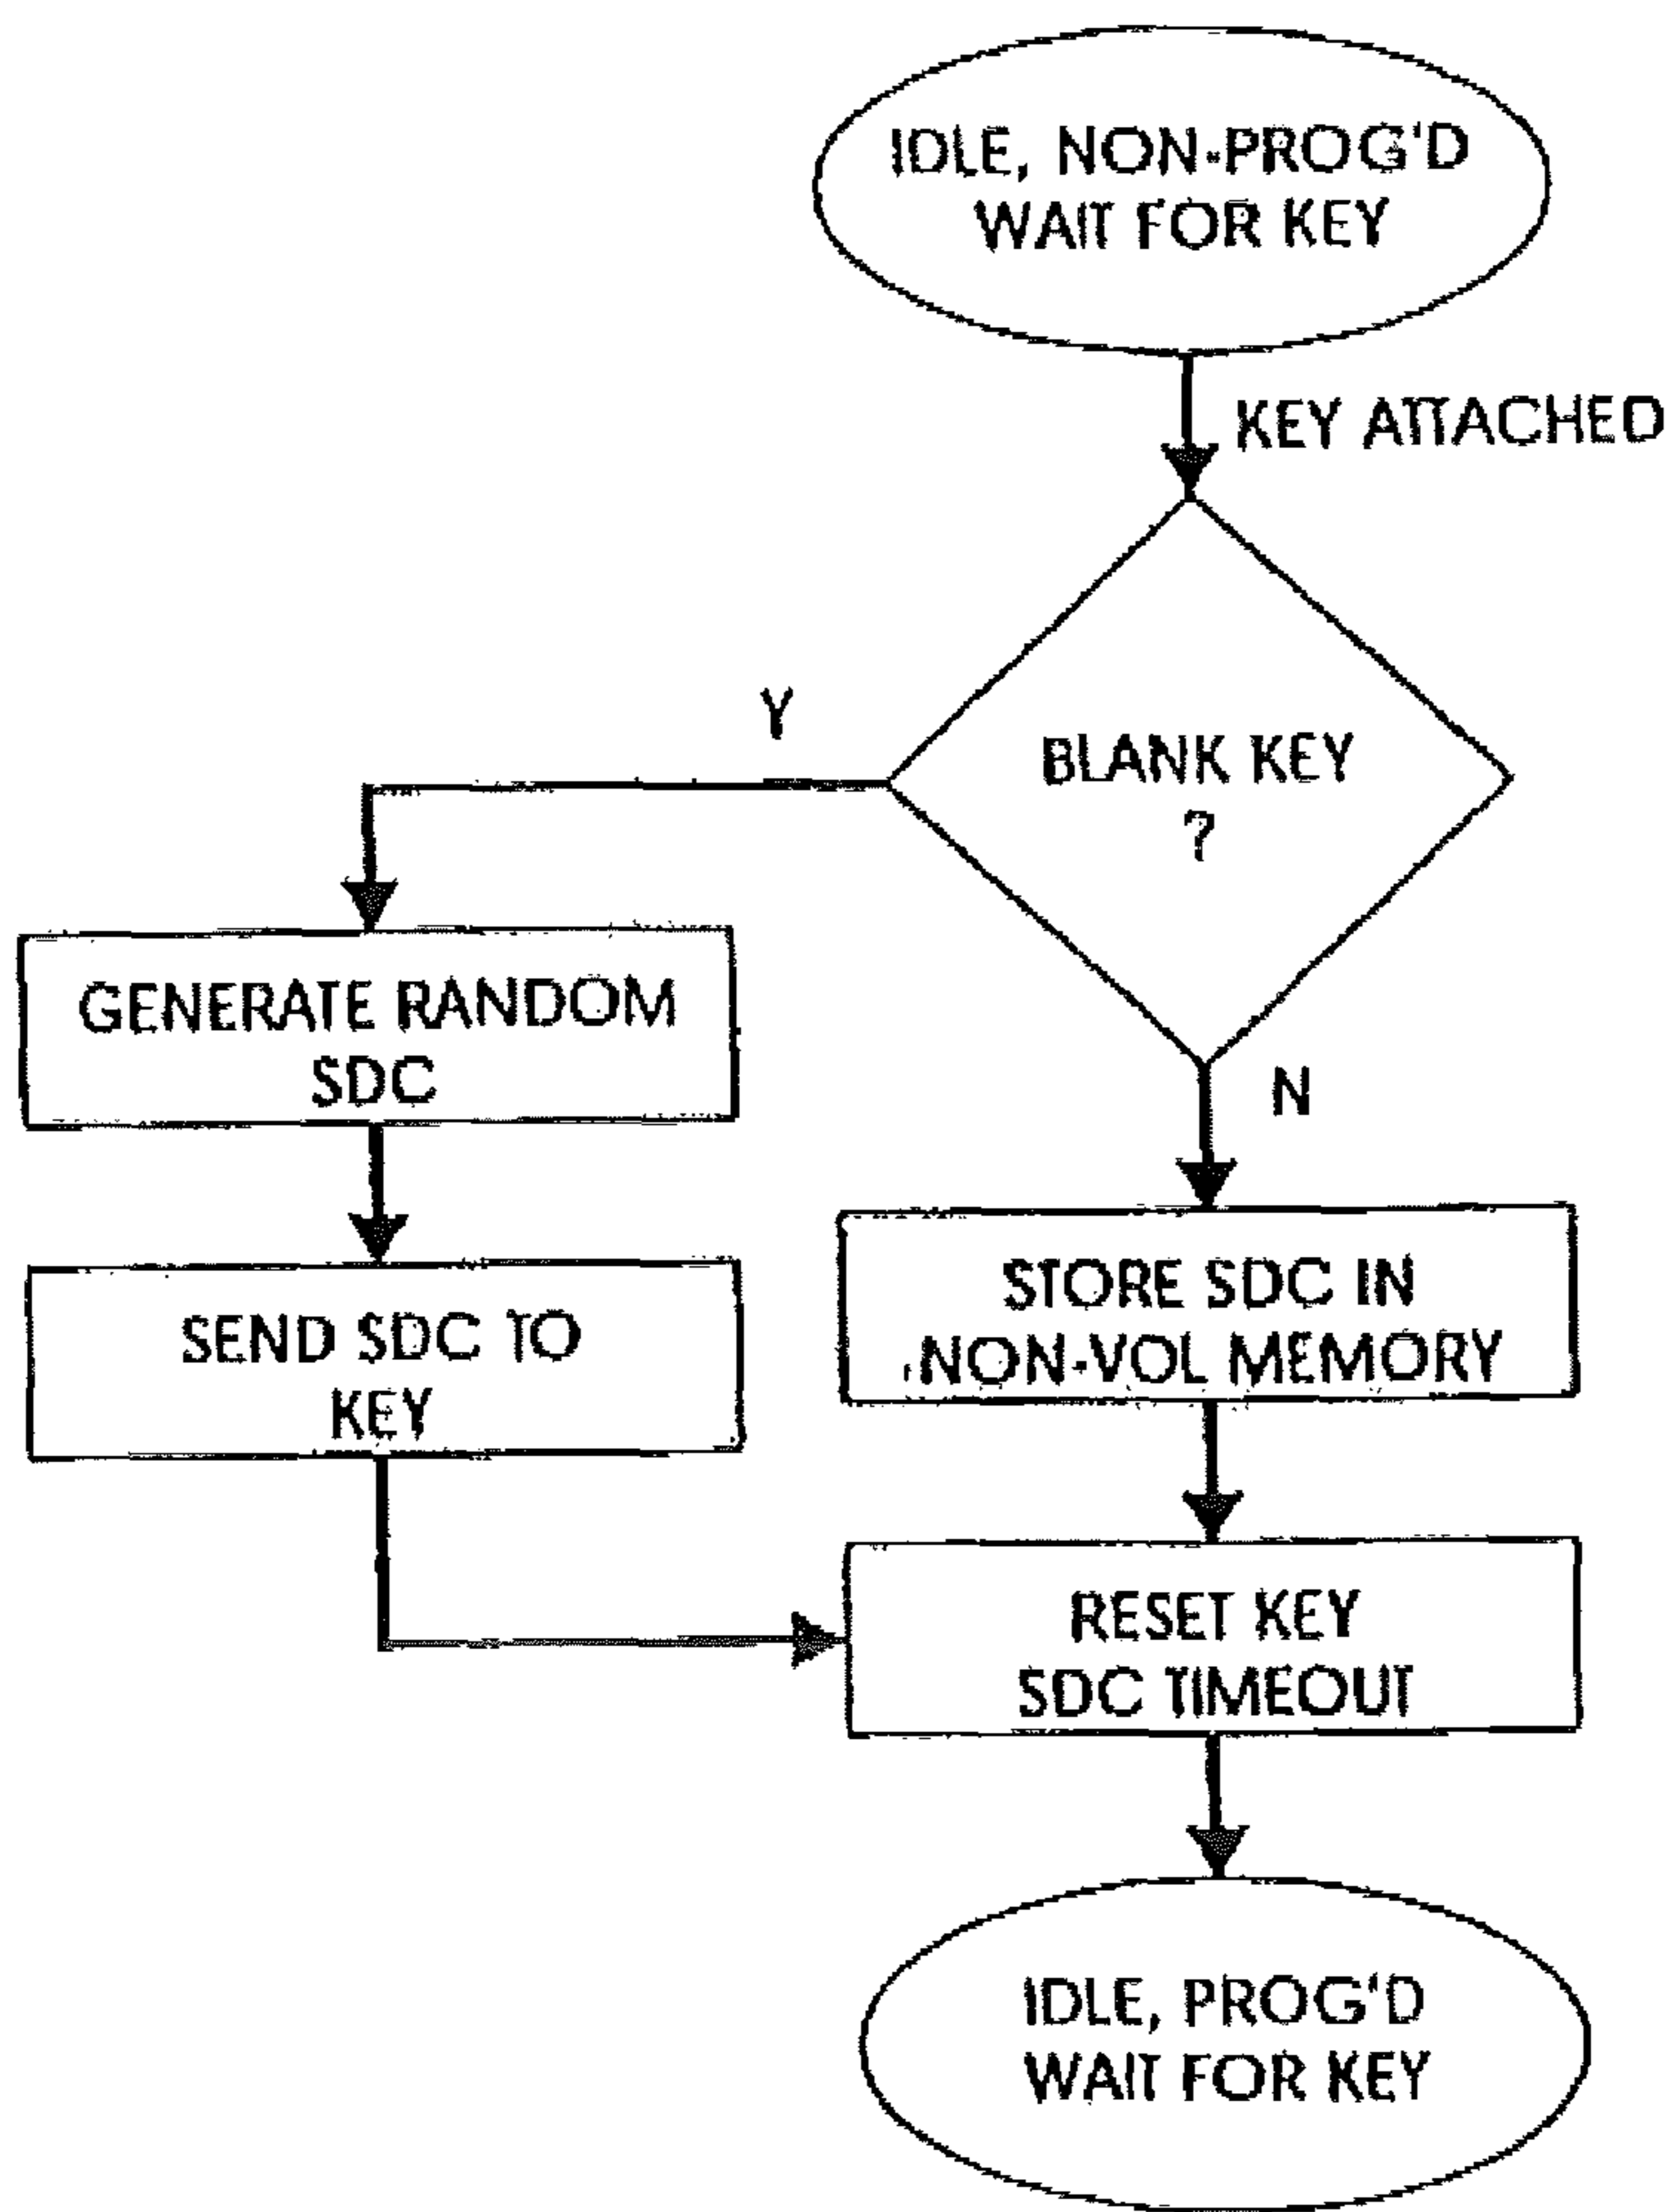 IDLE, NON-PROG'D
WAIT FOR KEY
KEY ATTACHED
BLANK KEY
?
Y
N
GENERATE RANDOM
SDC
SEND SDC TO
KEY
STORE SDC IN
NON-VOL MEMORY
RESET KEY
SDC TIMEOUT
IDLE, PROG'D
WAIT FOR KEY